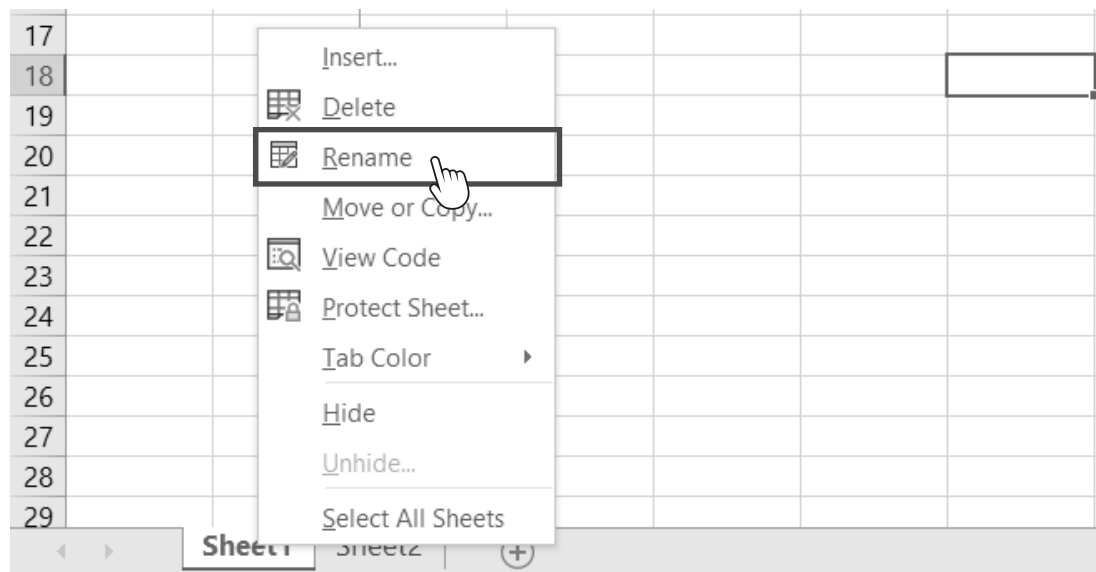 17
Insert...
18
Delete
19
20
Rename
21
Move or Copy...
22
View Code
23
24
Protect Sheet...
25
Tab Color
26
Hide
27
Unhide...
28
29
Select All Sheets
Sheet1 Sheet2